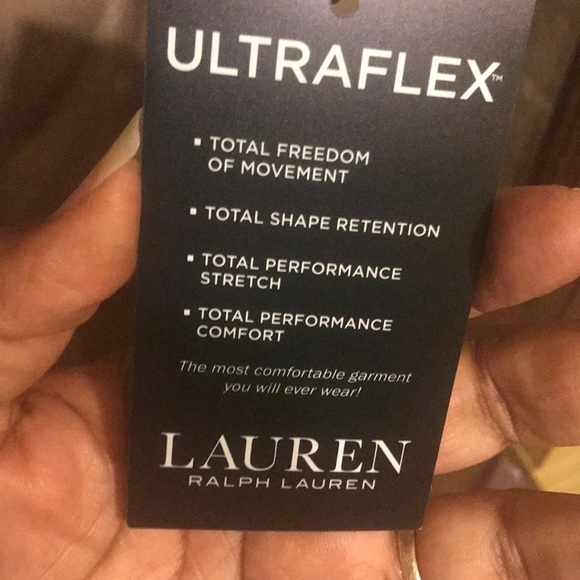 ULTRAFLEX™
▪ TOTAL FREEDOM
OF MOVEMENT
▪ TOTAL SHAPE RETENTION
▪ TOTAL PERFORMANCE
STRETCH
▪ TOTAL PERFORMANCE
COMFORT
The most comfortable garment
you will ever wear!
LAUREN
RALPH LAUREN